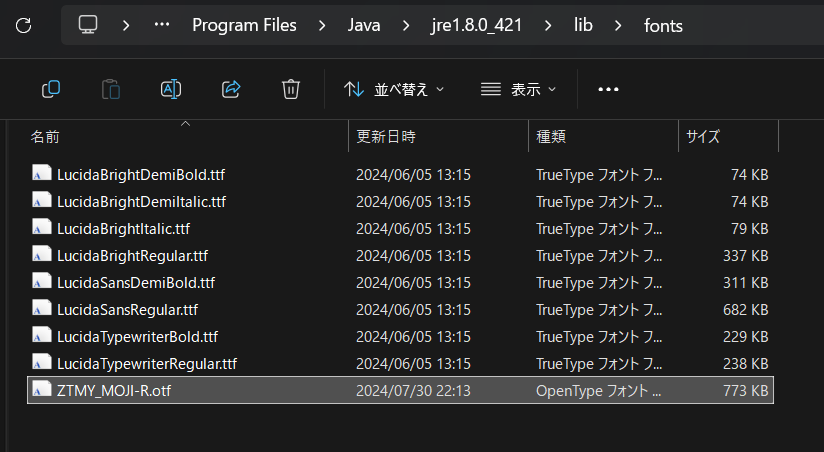 … Program Files Java jre1.8.0_421 lib fonts
並べ替え 表示 •••
名前 更新日時 種類 サイズ
LucidaBrightDemiBold.ttf 2024/06/05 13:15 TrueType フォント フ... 74 KB
LucidaBrightDemiItalic.ttf 2024/06/05 13:15 TrueType フォント フ... 74 KB
LucidaBrightItalic.ttf 2024/06/05 13:15 TrueType フォント フ... 79 KB
LucidaBrightRegular.ttf 2024/06/05 13:15 TrueType フォント フ... 337 KB
LucidaSansDemiBold.ttf 2024/06/05 13:15 TrueType フォント フ... 311 KB
LucidaSansRegular.ttf 2024/06/05 13:15 TrueType フォント フ... 682 KB
LucidaTypewriterBold.ttf 2024/06/05 13:15 TrueType フォント フ... 229 KB
LucidaTypewriterRegular.ttf 2024/06/05 13:15 TrueType フォント フ... 238 KB
ZTMY_MOJI-R.otf 2024/07/30 22:13 OpenType フォント ... 773 KB